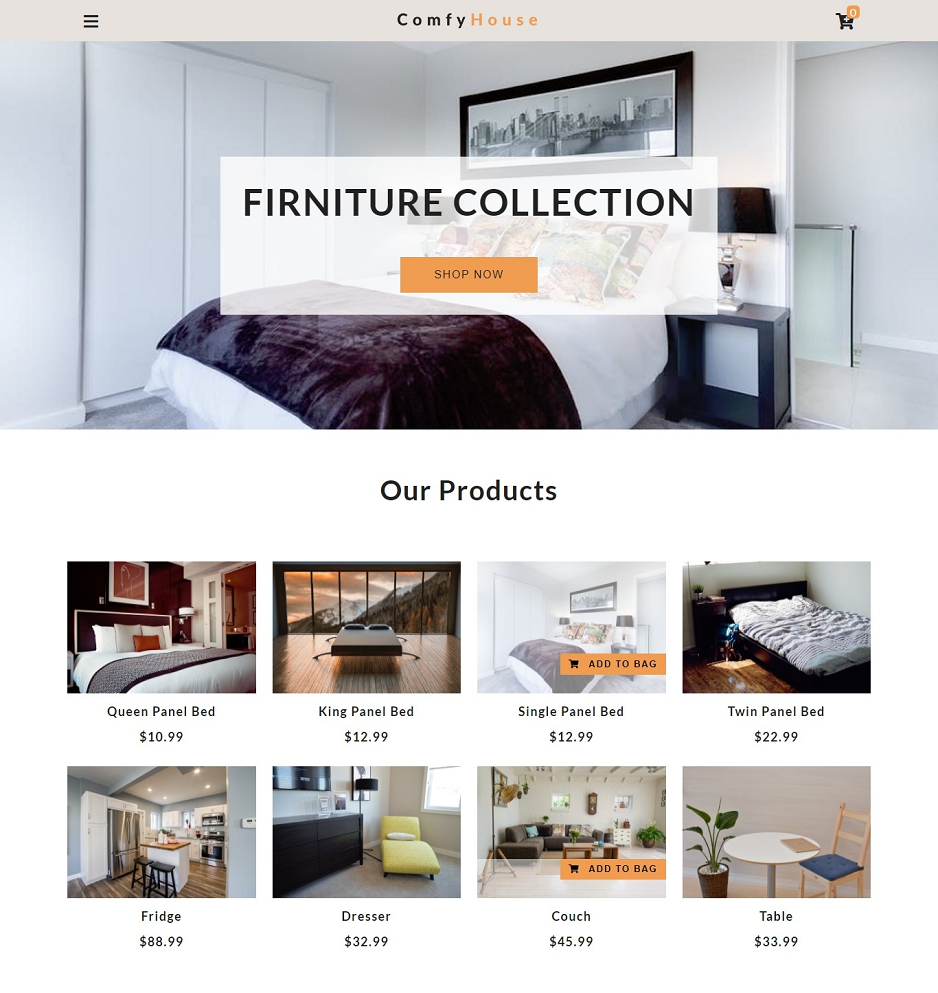 ComfyHouse
0
FIRNITURE COLLECTION
SHOP NOW
Our Products
ADD TO BAG
Queen Panel Bed
King Panel Bed
Single Panel Bed
Twin Panel Bed
$10.99
$12.99
$12.99
$22.99
ADD TO BAG
Fridge
Dresser
Couch
Table
$88.99
$32.99
$45.99
$33.99